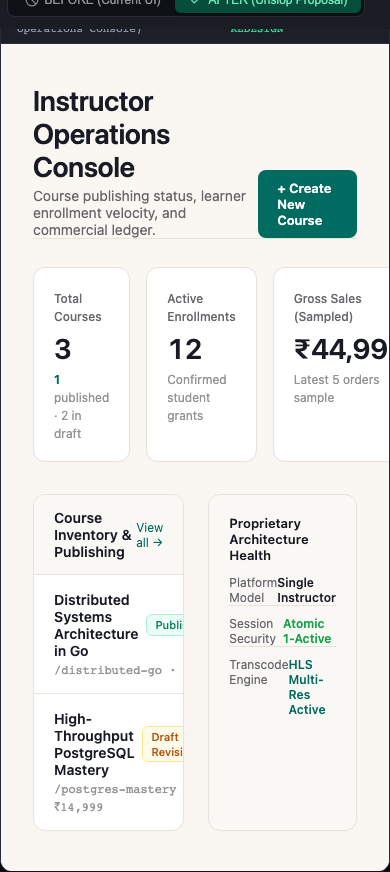 BEFORE (Current UI)
AFTER (Unslop Proposal)
Operations Console)
REDESIGN
Instructor
Operations
Console
Course publishing status, learner
enrollment velocity, and
commercial ledger.
+ Create
New
Course
Total
Courses
3
1
published
· 2 in
draft
Active
Enrollments
12
Confirmed
student
grants
Gross Sales
(Sampled)
₹44,99
Latest 5 orders
sample
Course
Inventory &
Publishing
View
all →
Distributed
Systems
Architecture
in Go
Publi
/distributed-go ·
High-
Throughput
PostgreSQL
Mastery
Draft
Revisi
/postgres-mastery
₹14,999
Proprietary
Architecture
Health
Platform
Model
Single
Instructor
Session
Security
Atomic
1-Active
Transcode
Engine
HLS
Multi-
Res
Active